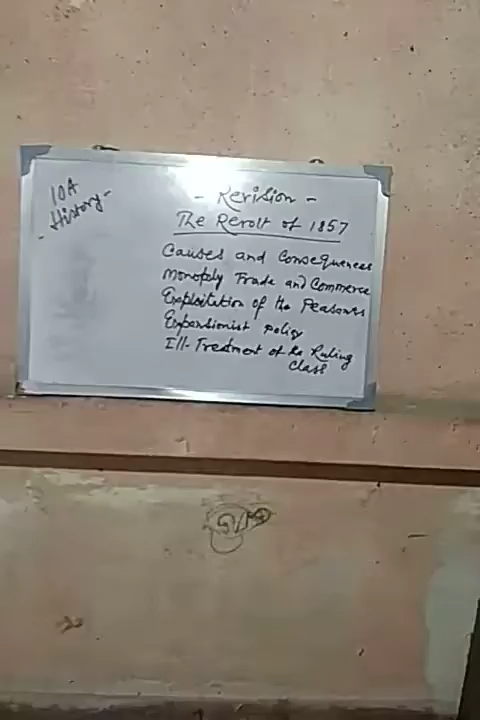 10A
- History -
- Revision -
The Revolt of 1857
Causes and Consequences
Monopoly Trade and Commerce
Exploitation of the Peasants
Expansionist Policy
Ill-Treatment of the Ruling
Class